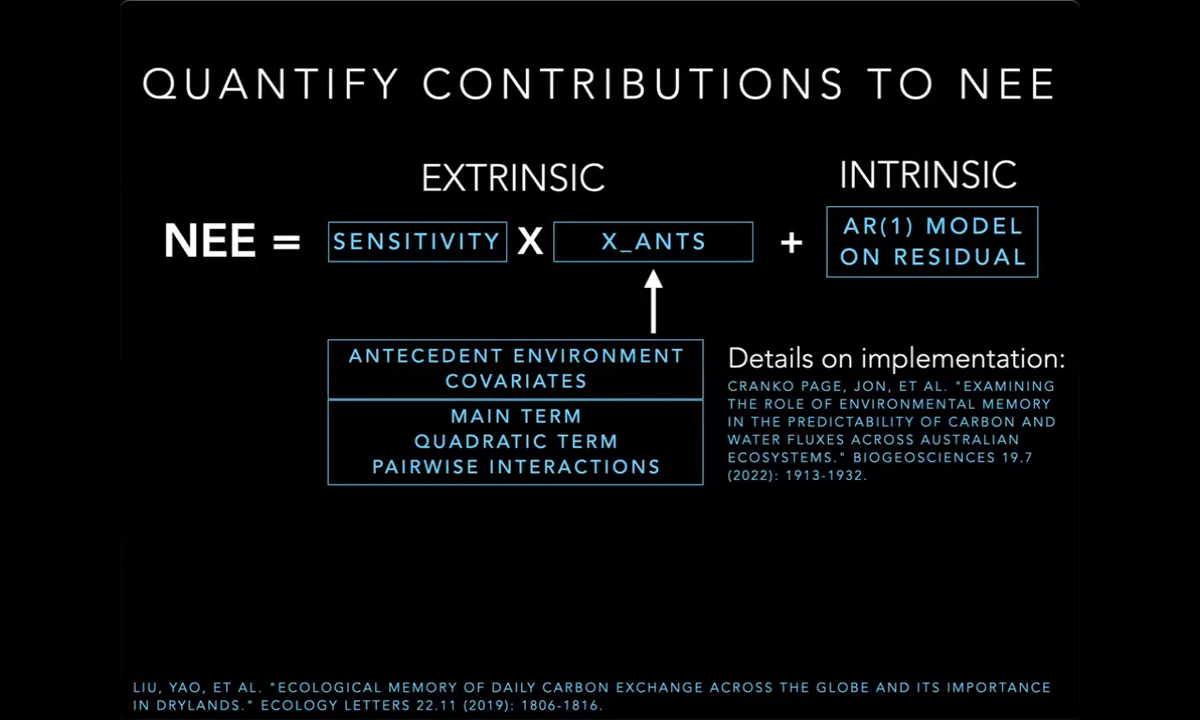 QUANTIFY CONTRIBUTIONS TO NEE
EXTRINSIC
INTRINSIC
NEE = SENSITIVITY X X_ANTS + AR(1) MODEL ON RESIDUAL
ANTECEDENT ENVIRONMENT
COVARIATES
MAIN TERM
QUADRATIC TERM
PAIRWISE INTERACTIONS
Details on implementation:
CRANKO PAGE, JON, ET AL. "EXAMINING
THE ROLE OF ENVIRONMENTAL MEMORY
IN THE PREDICTABILITY OF CARBON AND
WATER FLUXES ACROSS AUSTRALIAN
ECOSYSTEMS." BIOGEOSCIENCES 19.7
(2022): 1913-1932.
LIU, YAO, ET AL. "ECOLOGICAL MEMORY OF DAILY CARBON EXCHANGE ACROSS THE GLOBE AND ITS IMPORTANCE
IN DRYLANDS." ECOLOGY LETTERS 22.11 (2019): 1806-1816.